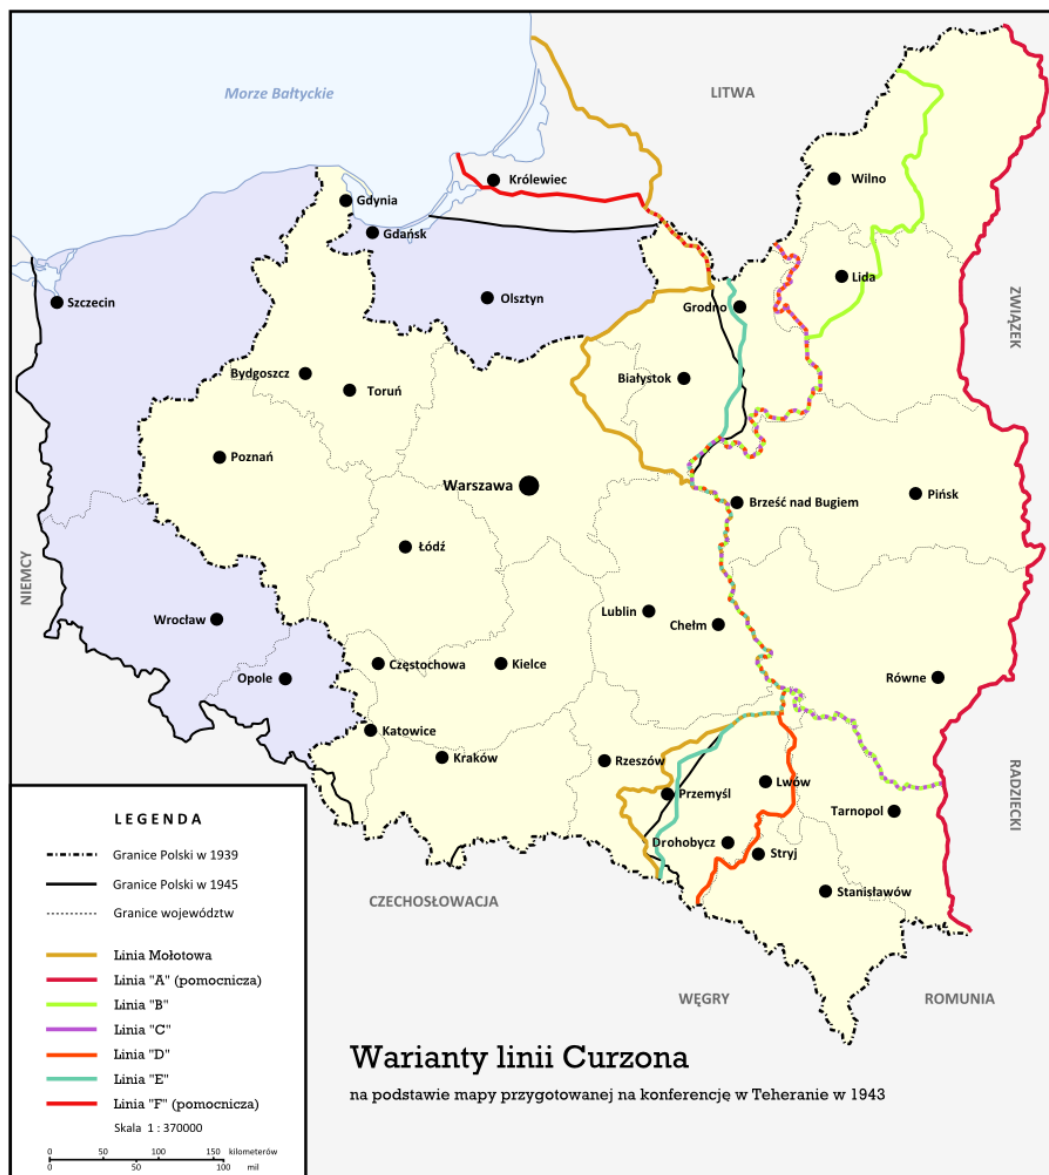 Morze Bałtyckie
LITWA
Królewiec
Wilno
Gdynia
Gdańsk
Lida
Szczecin
Olsztyn
Grodno
ZWIĄZEK
Bydgoszcz
Toruń
Białystok
Poznań
Warszawa
Brześć nad Bugiem
Pińsk
Łódź
NIEMCY
Wrocław
Lublin
Chełm
Częstochowa
Kielce
Opole
Równe
Katowice
Kraków
Rzeszów
Lwów
Przemyśl
RADZIECKI
Tarnopol
Drohobycz
Stryj
Stanisławów
CZECHOSŁOWACJA
WĘGRY
ROMUNIA
LEGENDA
Granice Polski w 1939
Granice Polski w 1945
Granice województw
Linia Mołotowa
Linia "A" (pomocnicza)
Linia "B"
Linia "C"
Linia "D"
Linia "E"
Linia "F" (pomocnicza)
Skala 1 : 370000
0 50 100 150 kilometerów
0 50 100 mil
Warianty linii Curzona
na podstawie mapy przygotowanej na konferencję w Teheranie w 1943